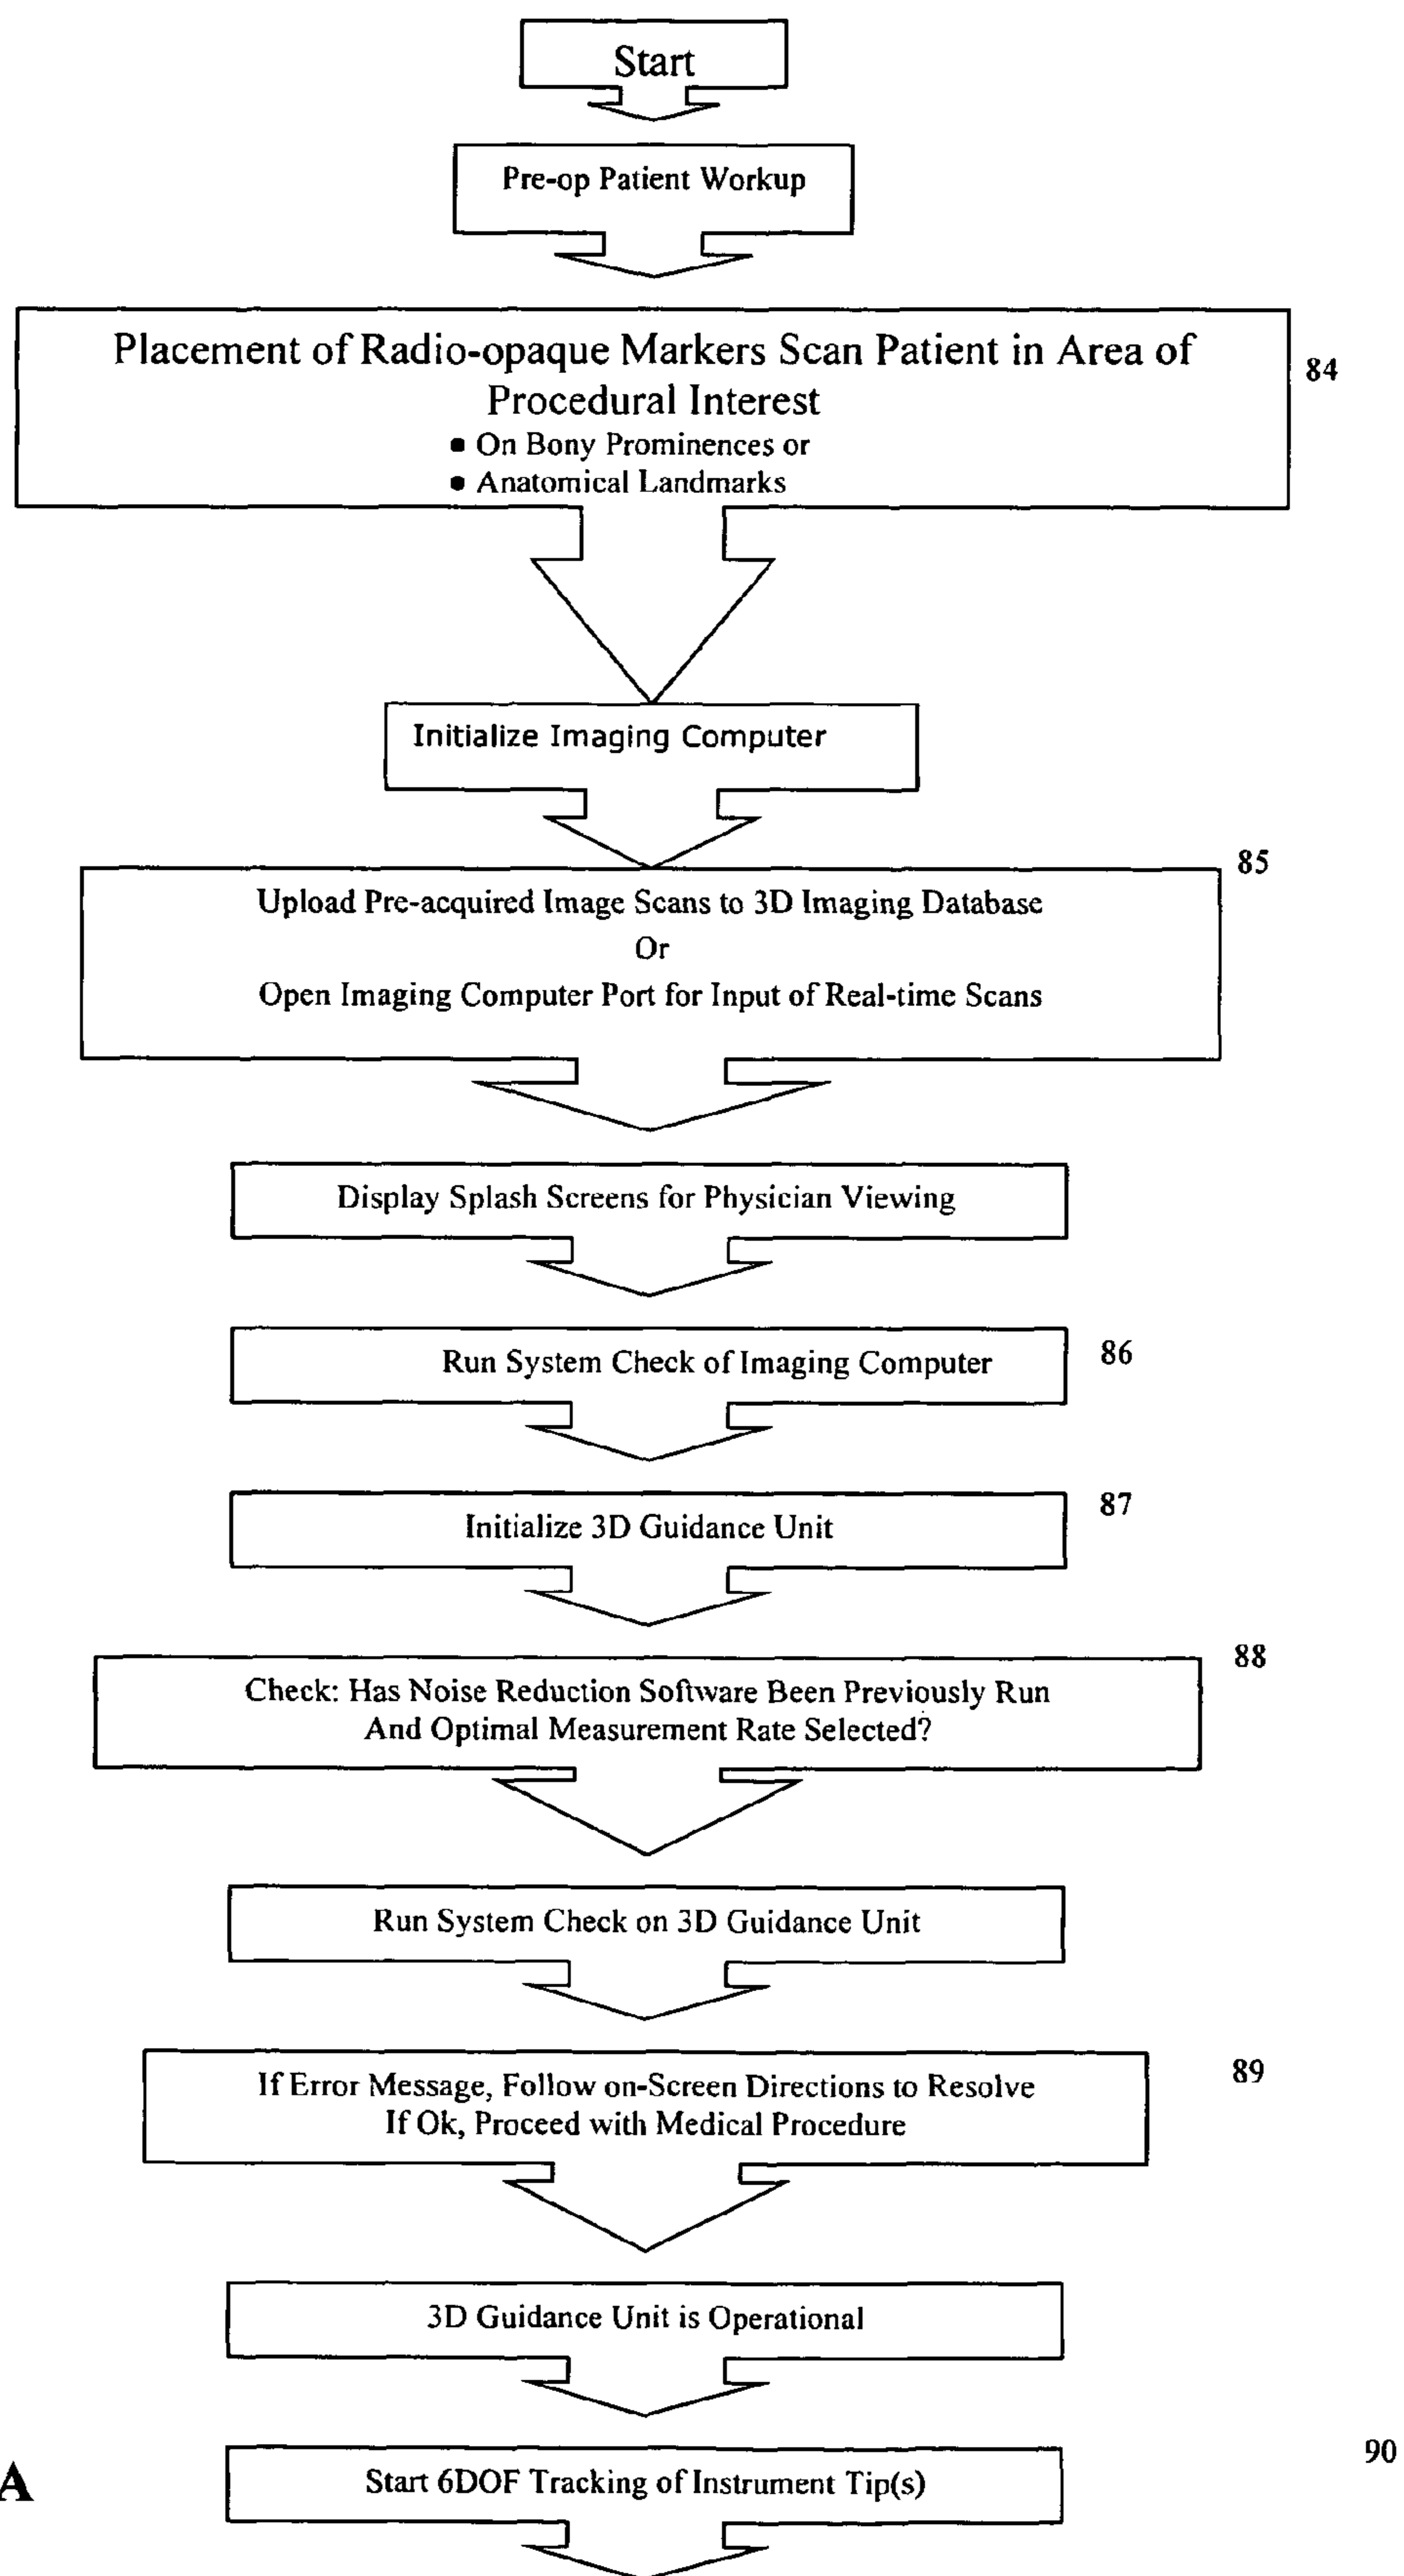 Start
Pre-op Patient Workup
Placement of Radio-opaque Markers Scan Patient in Area of
Procedural Interest
84
• On Bony Prominences or
• Anatomical Landmarks
Initialize Imaging Computer
85
Upload Pre-acquired Image Scans to 3D Imaging Database
Or
Open Imaging Computer Port for Input of Real-time Scans
Display Splash Screens for Physician Viewing
Run System Check of Imaging Computer
86
Initialize 3D Guidance Unit
87
88
Check: Has Noise Reduction Software Been Previously Run
And Optimal Measurement Rate Selected?
Run System Check on 3D Guidance Unit
89
If Error Message, Follow on-Screen Directions to Resolve
If Ok, Proceed with Medical Procedure
3D Guidance Unit is Operational
90
A
Start 6DOF Tracking of Instrument Tip(s)